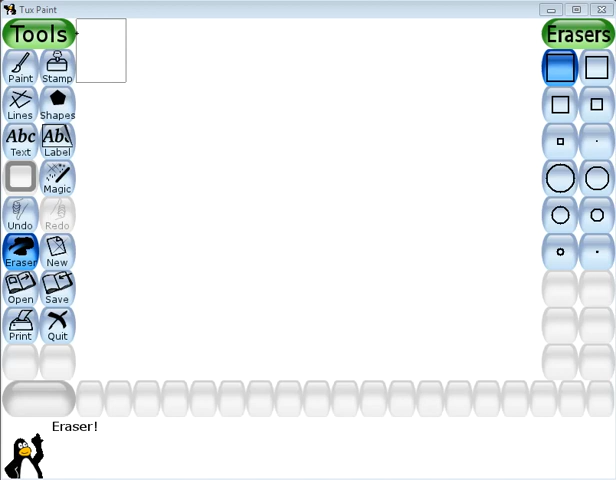 Tux Paint
Tools
Erasers
Paint
Stamp
Lines
Shapes
Abc
Text
Abc
Label
Magic
Undo
Redo
Eraser
New
Open
Save
Print
Quit
Eraser!